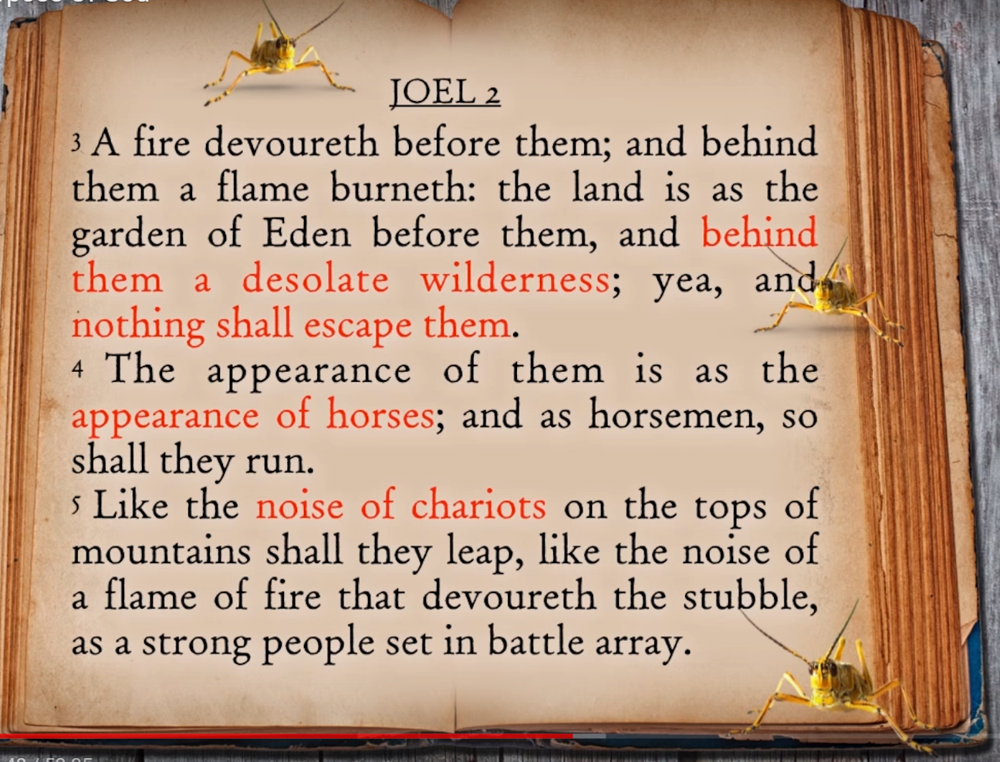 of God
JOEL 2
3 A fire devoureth before them; and behind
them a flame burneth: the land is as the
garden of Eden before them, and behind
them a desolate wilderness; yea, and
nothing shall escape them.
4 The appearance of them is as the
appearance of horses; and as horsemen, so
shall they run.
5 Like the noise of chariots on the tops of
mountains shall they leap, like the noise of
a flame of fire that devoureth the stubble,
as a strong people set in battle array.